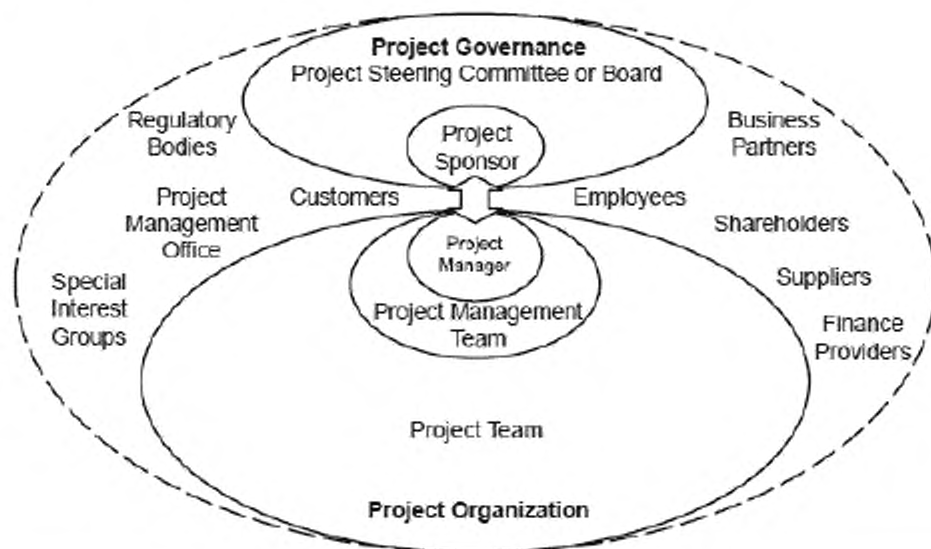 Project Governance
Project Steering Committee or Board
Regulatory
Bodies
Business
Partners
Project
Sponsor
Project
Management
Office
Customers
Employees
Shareholders
Project
Manager
Special
Interest
Groups
Suppliers
Project Management
Team
Finance
Providers
Project Team
Project Organization